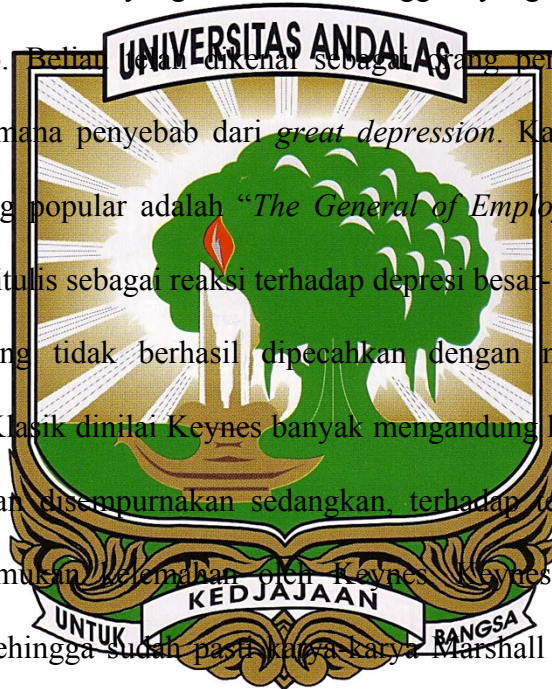 UNIVERSITAS ANDALAS
. Beliau telah dikenal sebagai orang
mana penyebab dari great depression. Ka
g popular adalah “The General of Emplo
itulis sebagai reaksi terhadap depresi besar-
ng tidak berhasil dipecahkan dengan
Klasik dinilai Keynes banyak mengandung
an disempurnakan sedangkan, terhadap te
mukan kelemahan oleh Keynes. Keynes
KEDJAJAAN
UNTUK BANGSA
ehingga sudah pasti karya-karya Marshall